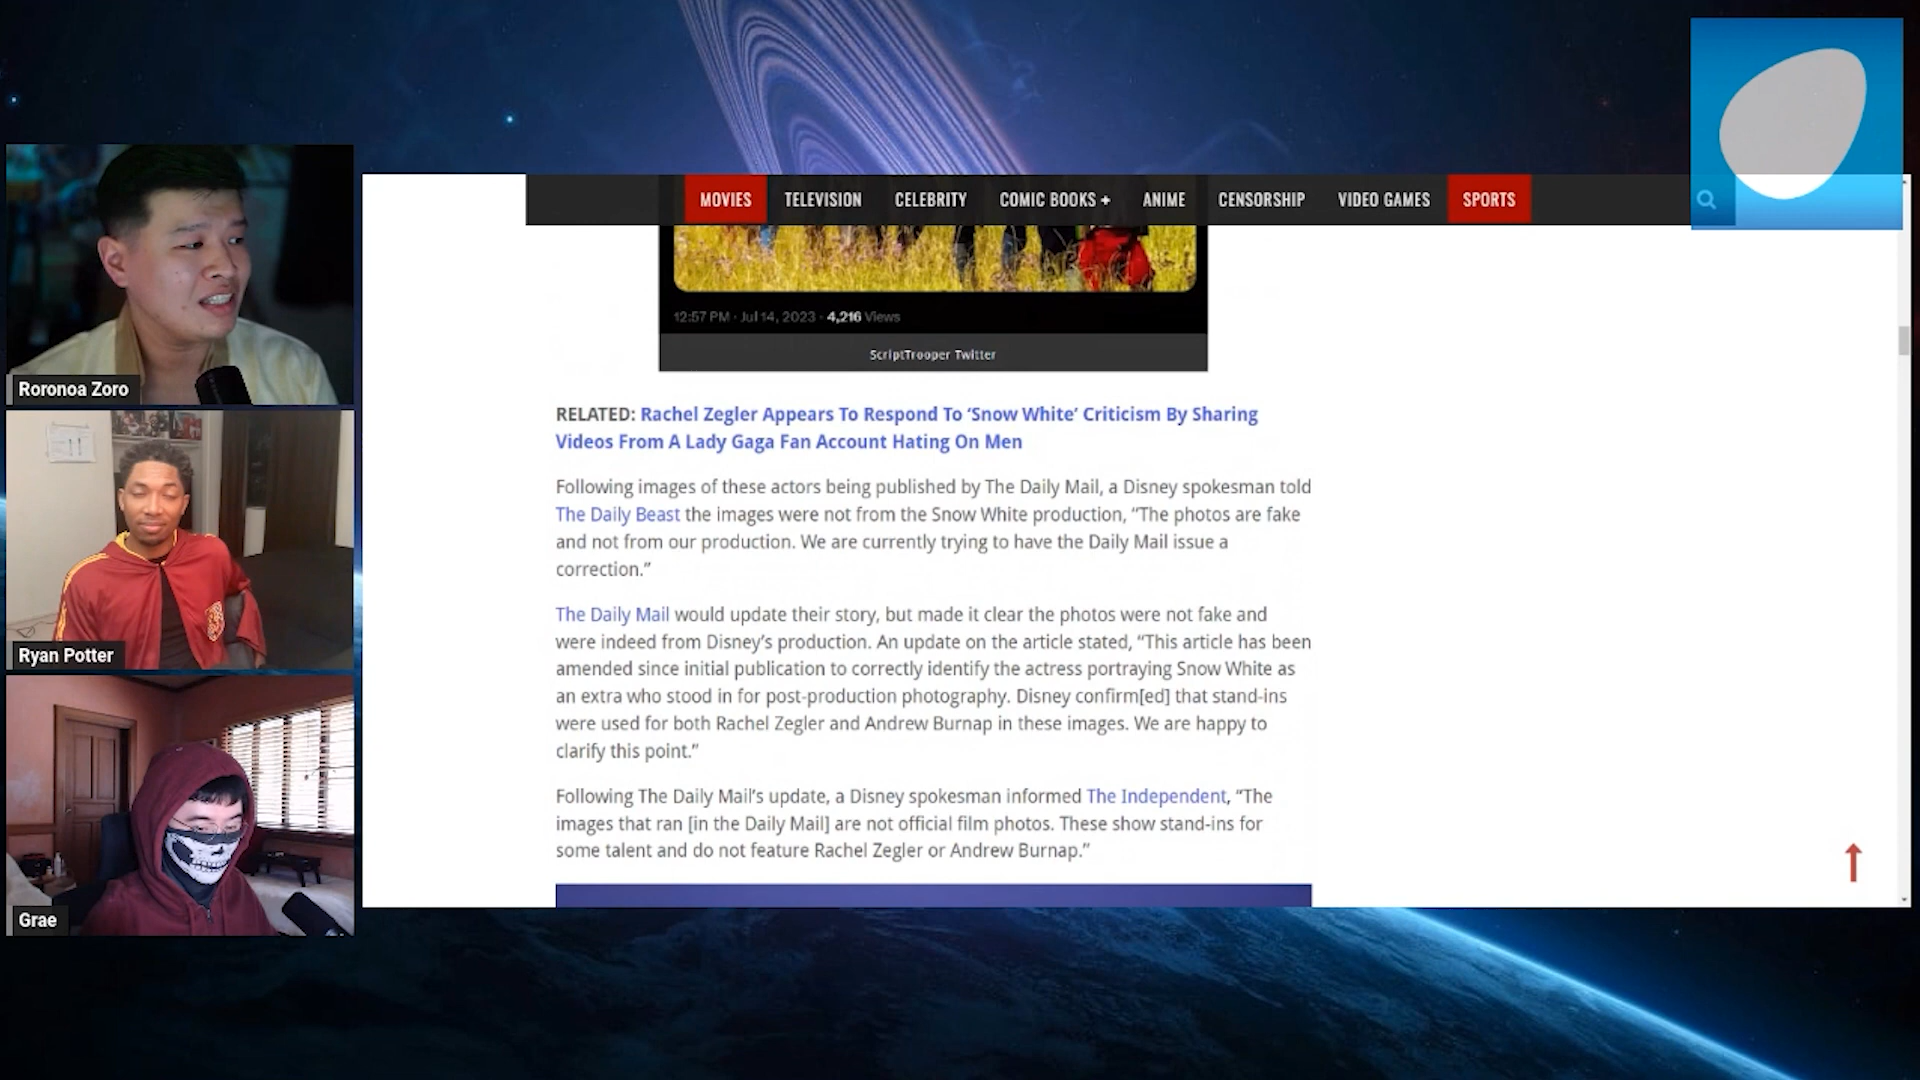 MOVIES TELEVISION CELEBRITY COMIC BOOKS + ANIME CENSORSHIP VIDEO GAMES SPORTS
12:57 PM · Jul 14, 2023 · 4,216 Views
ScriptTrooper Twitter
Roronoa Zoro
RELATED: Rachel Zegler Appears To Respond To ‘Snow White’ Criticism By Sharing
Videos From A Lady Gaga Fan Account Hating On Men
Following images of these actors being published by The Daily Mail, a Disney spokesman told
The Daily Beast the images were not from the Snow White production, “The photos are fake
and not from our production. We are currently trying to have the Daily Mail issue a
correction.”
The Daily Mail would update their story, but made it clear the photos were not fake and
were indeed from Disney’s production. An update on the article stated, “This article has been
amended since initial publication to correctly identify the actress portraying Snow White as
an extra who stood in for post-production photography. Disney confirm[ed] that stand-ins
were used for both Rachel Zegler and Andrew Burnap in these images. We are happy to
clarify this point.”
Ryan Potter
Following The Daily Mail’s update, a Disney spokesman informed The Independent, “The
images that ran [in the Daily Mail] are not official film photos. These show stand-ins for
some talent and do not feature Rachel Zegler or Andrew Burnap.”
Grae